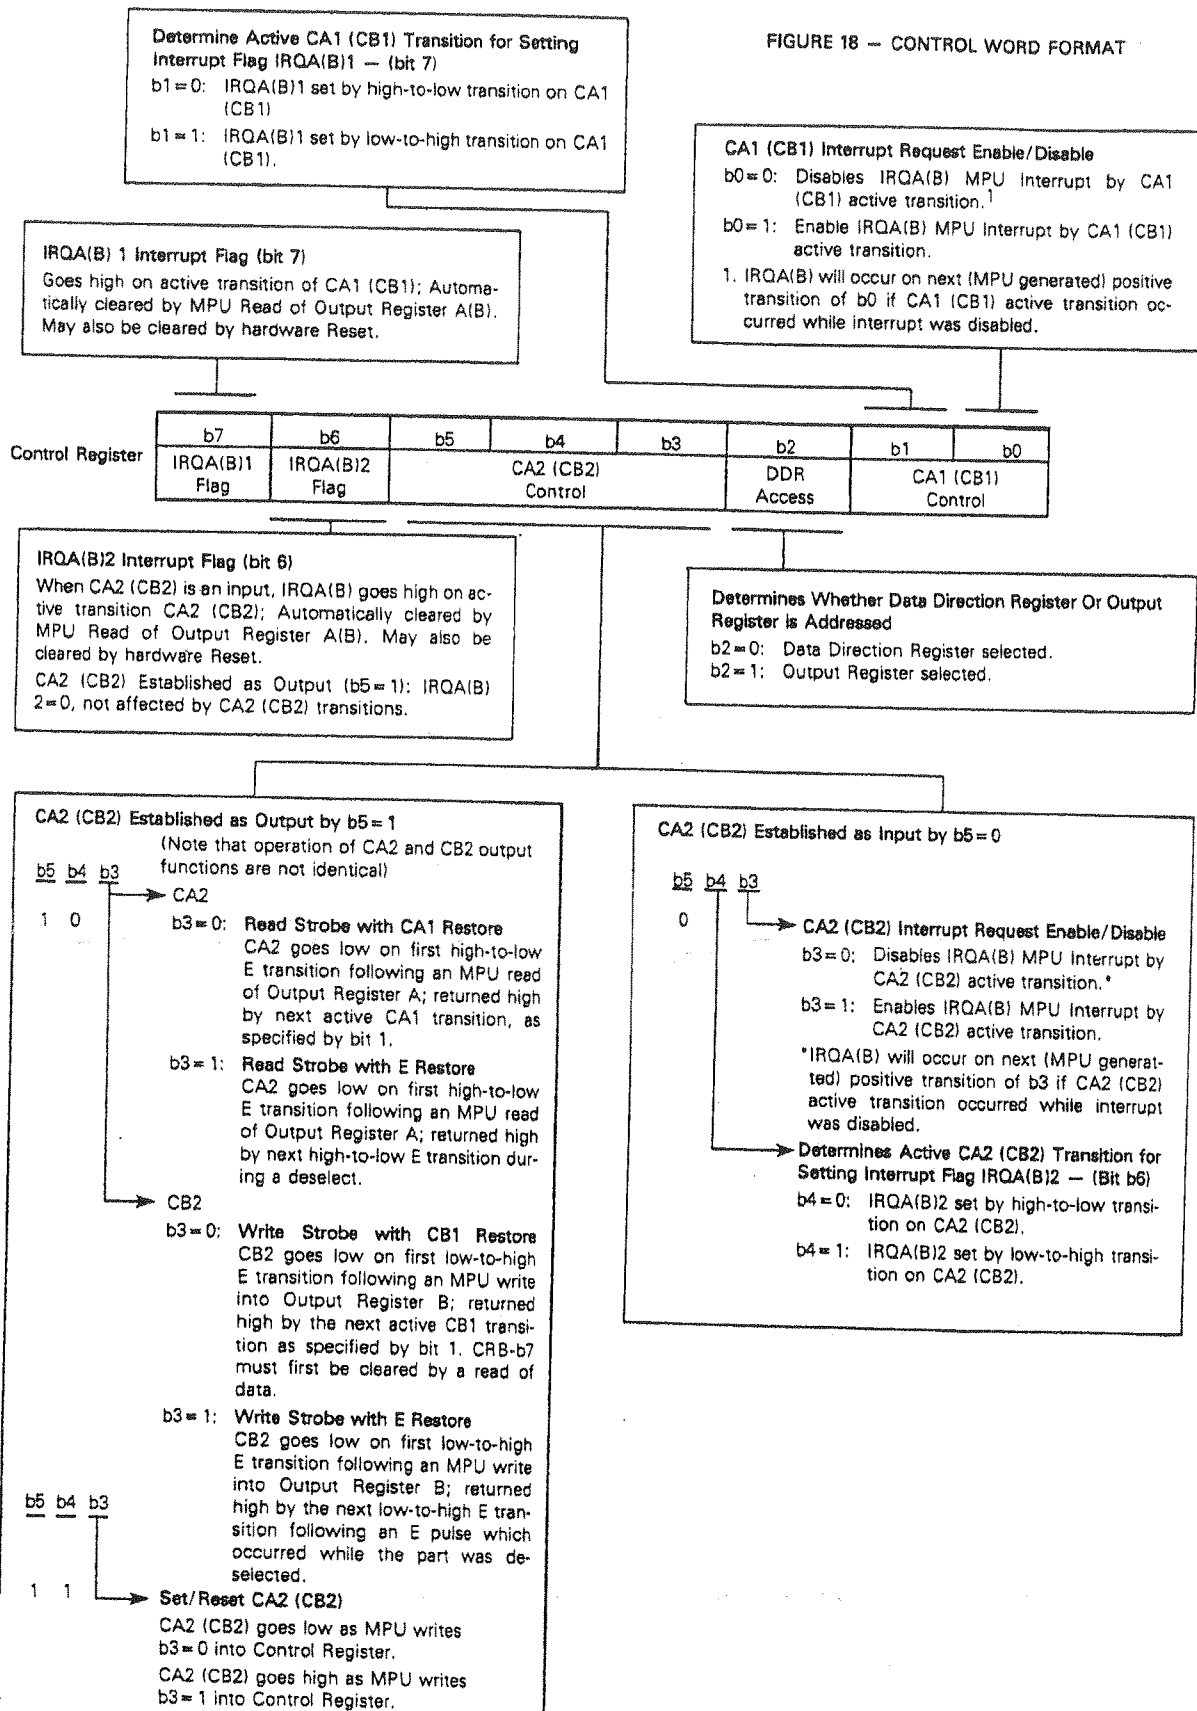 FIGURE 18 — CONTROL WORD FORMAT
Determine Active CA1 (CB1) Transition for Setting
Interrupt Flag IRQA(B)1 — (bit 7)
b1=0: IRQA(B)1 set by high-to-low transition on CA1
(CB1)
b1=1: IRQA(B)1 set by low-to-high transition on CA1
(CB1).
CA1 (CB1) Interrupt Request Enable/Disable
b0=0: Disables IRQA(B) MPU Interrupt by CA1
(CB1) active transition.1
b0=1: Enable IRQA(B) MPU Interrupt by CA1 (CB1)
active transition.
1. IRQA(B) will occur on next (MPU generated) positive
transition of b0 if CA1 (CB1) active transition oc-
curred while interrupt was disabled.
IRQA(B) 1 Interrupt Flag (bit 7)
Goes high on active transition of CA1 (CB1); Automa-
tically cleared by MPU Read of Output Register A(B).
May also be cleared by hardware Reset.
Control Register
b7 b6 b5 b4 b3 b2 b1 b0
IRQA(B)1 IRQA(B)2 CA2 (CB2) DDR CA1 (CB1)
Flag Flag Control Access Control
IRQA(B)2 Interrupt Flag (bit 6)
When CA2 (CB2) is an input, IRQA(B) goes high on ac-
tive transition CA2 (CB2); Automatically cleared by
MPU Read of Output Register A(B). May also be
cleared by hardware Reset.
CA2 (CB2) Established as Output (b5=1): IRQA(B)
2=0, not affected by CA2 (CB2) transitions.
Determines Whether Data Direction Register Or Output
Register Is Addressed
b2=0: Data Direction Register selected.
b2=1: Output Register selected.
CA2 (CB2) Established as Output by b5=1
(Note that operation of CA2 and CB2 output
functions are not identical)
b5 b4 b3
CA2
1 0
b3=0: Read Strobe with CA1 Restore
CA2 goes low on first high-to-low
E transition following an MPU read
of Output Register A; returned high
by next active CA1 transition, as
specified by bit 1.
b3=1: Read Strobe with E Restore
CA2 goes low on first high-to-low
E transition following an MPU read
of Output Register A; returned high
by next high-to-low E transition dur-
ing a deselect.
CB2
b3=0: Write Strobe with CB1 Restore
CB2 goes low on first low-to-high
E transition following an MPU write
into Output Register B; returned
high by the next active CB1 transi-
tion as specified by bit 1. CRB-b7
must first be cleared by a read of
data.
b3=1: Write Strobe with E Restore
CB2 goes low on first low-to-high
E transition following an MPU write
into Output Register B; returned
high by the next low-to-high E tran-
sition following an E pulse which
occurred while the part was de-
selected.
b5 b4 b3
1 1
Set/Reset CA2 (CB2)
CA2 (CB2) goes low as MPU writes
b3=0 into Control Register.
CA2 (CB2) goes high as MPU writes
b3=1 into Control Register.
CA2 (CB2) Established as Input by b5=0
b5 b4 b3
0
CA2 (CB2) Interrupt Request Enable/Disable
b3=0: Disables IRQA(B) MPU Interrupt by
CA2 (CB2) active transition.*
b3=1: Enables IRQA(B) MPU Interrupt by
CA2 (CB2) active transition.
*IRQA(B) will occur on next (MPU generat-
ted) positive transition of b3 if CA2 (CB2)
active transition occurred while interrupt
was disabled.
Determines Active CA2 (CB2) Transition for
Setting Interrupt Flag IRQA(B)2 — (Bit b6)
b4=0: IRQA(B)2 set by high-to-low transi-
tion on CA2 (CB2).
b4=1: IRQA(B)2 set by low-to-high transi-
tion on CA2 (CB2).